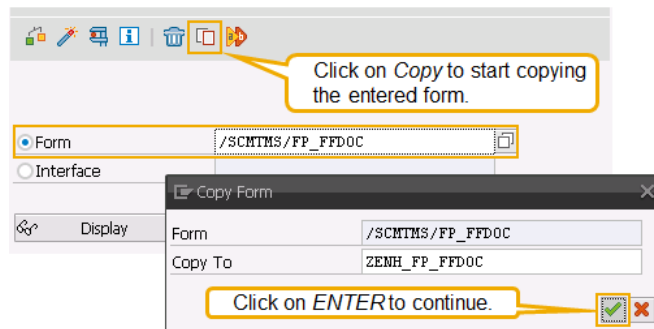 Click on Copy to start copying
the entered form.
Form /SCMTMS/FP_FFDOC
Interface
Display
Copy Form
Form /SCMTMS/FP_FFDOC
Copy To ZENH_FP_FFDOC
Click on ENTER to continue.